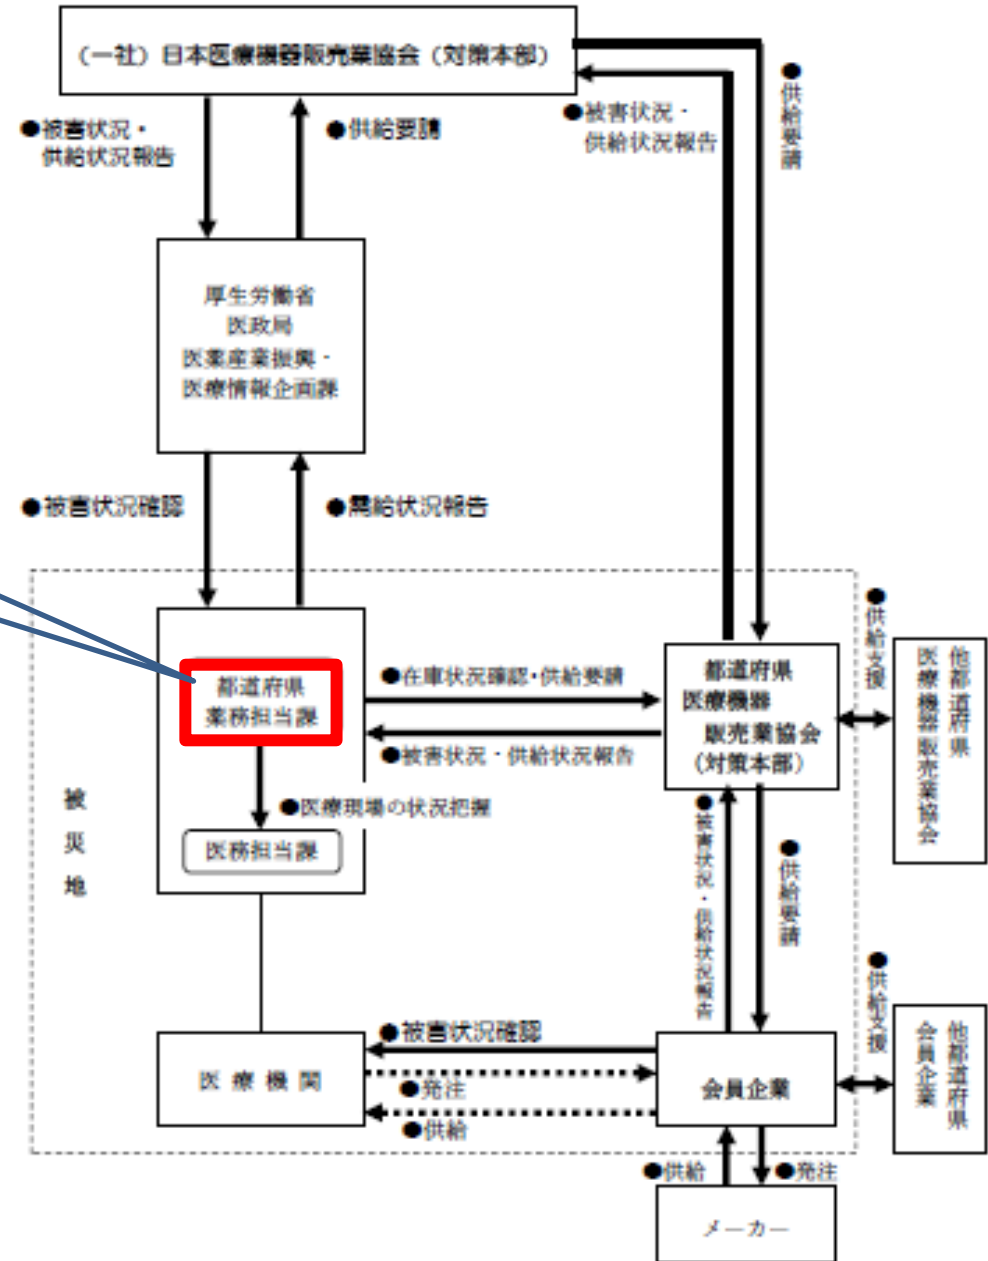 （一社）日本医療機器販売業協会（対策本部）
●被害状況・
供給状況報告
●供給要請
●被害状況・
供給状況報告
●供給要請
厚生労働省
医政局
医薬産業振興・
医療情報企画課
●被害状況確認
●需給状況報告
都道府県
薬務担当課
●在庫状況確認・供給要請
●被害状況・供給状況報告
都道府県
医療機器
販売業協会
（対策本部）
●供給支援
他都道府県
医療機器販売業協会
●医療現場の状況把握
医務担当課
被災地
●被害状況・供給状況報告
●供給要請
●供給支援
他都道府県
会員企業
●被害状況確認
医療機関
●発注
●供給
会員企業
●供給
●発注
メーカー